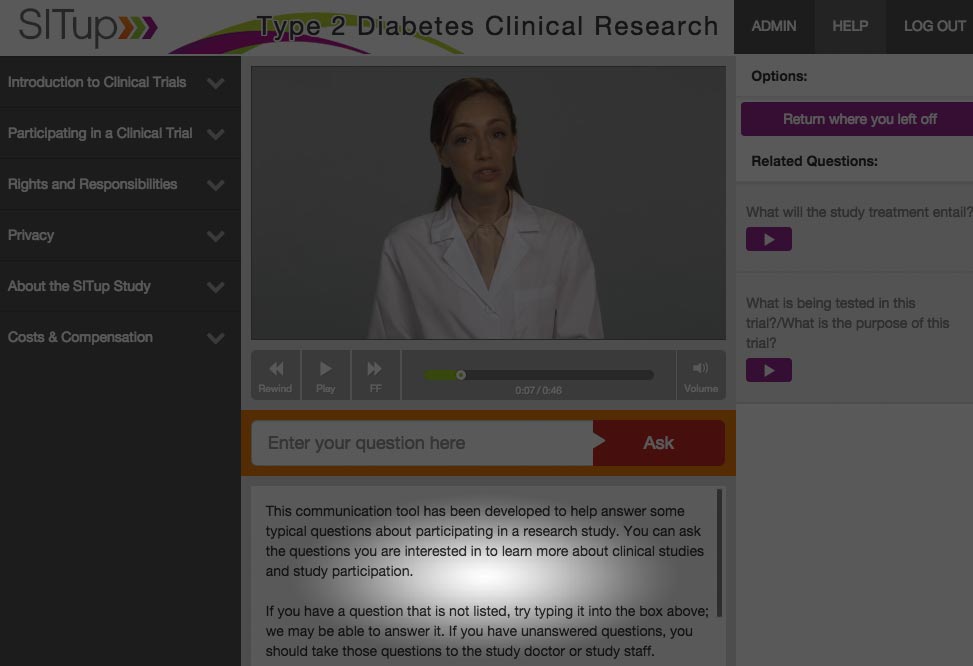 SITup
Type 2 Diabetes Clinical Research
ADMIN
HELP
LOG OUT
Introduction to Clinical Trials
Participating in a Clinical Trial
Rights and Responsibilities
Privacy
About the SITup Study
Costs & Compensation
Rewind
Play
FF
0:07 / 0:46
Volume
Enter your question here
Ask
This communication tool has been developed to help answer some
typical questions about participating in a research study. You can ask
the questions you are interested in to learn more about clinical studies
and study participation.
If you have a question that is not listed, try typing it into the box above;
we may be able to answer it. If you have unanswered questions, you
should take those questions to the study doctor or study staff.
Options:
Return where you left off
Related Questions:
What will the study treatment entail?
What is being tested in this
trial?/What is the purpose of this
trial?